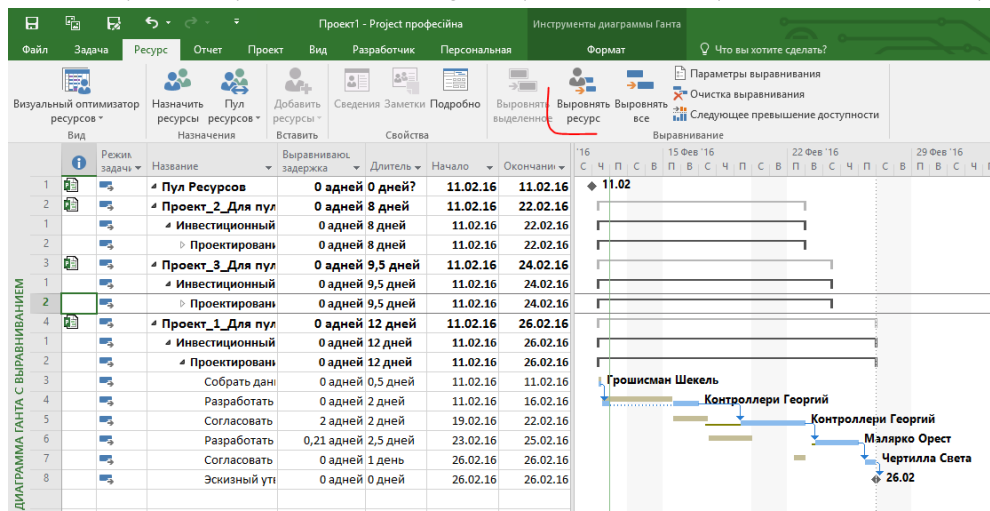 Проект1 - Project професійна
Инструменты диаграммы Ганта
Файл Задача Ресурс Отчет Проект Вид Разработчик Персональная Формат Что вы хотите сделать?
Визуальный оптимизатор ресурсов
Назначить ресурсы
Пул ресурсов
Добавить ресурсы
Сведения Заметки Подробно
Выровнять выделенное
Выровнять ресурс
Выровнять все
Параметры выравнивания
Очистка выравнивания
Следующее превышение доступности
Вид Назначения Вставить Свойства Выравнивание
Режим задачи Название Выравнивающ задержка Длитель Начало Окончани
'16 15 Фев '16 22 Фев '16 29 Фев '16
С Ч П С В П В С Ч П С В П В С Ч П С В П В С Ч
1 Пул Ресурсов 0 адней 0 дней? 11.02.16 11.02.16 11.02
2 Проект_2_Для пул 0 адней 8 дней 11.02.16 22.02.16
1 Инвестиционный 0 адней 8 дней 11.02.16 22.02.16
2 Проектировани 0 адней 8 дней 11.02.16 22.02.16
3 Проект_3_Для пул 0 адней 9,5 дней 11.02.16 24.02.16
1 Инвестиционный 0 адней 9,5 дней 11.02.16 24.02.16
2 Проектировани 0 адней 9,5 дней 11.02.16 24.02.16
4 Проект_1_Для пул 0 адней 12 дней 11.02.16 26.02.16
1 Инвестиционный 0 адней 12 дней 11.02.16 26.02.16
2 Проектировани 0 адней 12 дней 11.02.16 26.02.16
3 Собрать дан 0 адней 0,5 дней 11.02.16 11.02.16 Грошисман Шекель
4 Разработать 0 адней 2 дней 11.02.16 16.02.16 Контроллери Георгий
5 Согласовать 2 адней 2 дней 19.02.16 22.02.16 Контроллери Георгий
6 Разработать 0,21 адней 2,5 дней 23.02.16 25.02.16 Малярко Орест
7 Согласовать 0 адней 1 день 26.02.16 26.02.16 Чертилла Света
8 Эскизный утв 0 адней 0 дней 26.02.16 26.02.16 26.02
ДИАГРАММА ГАНТА С ВЫРАВНИВАНИЕМ